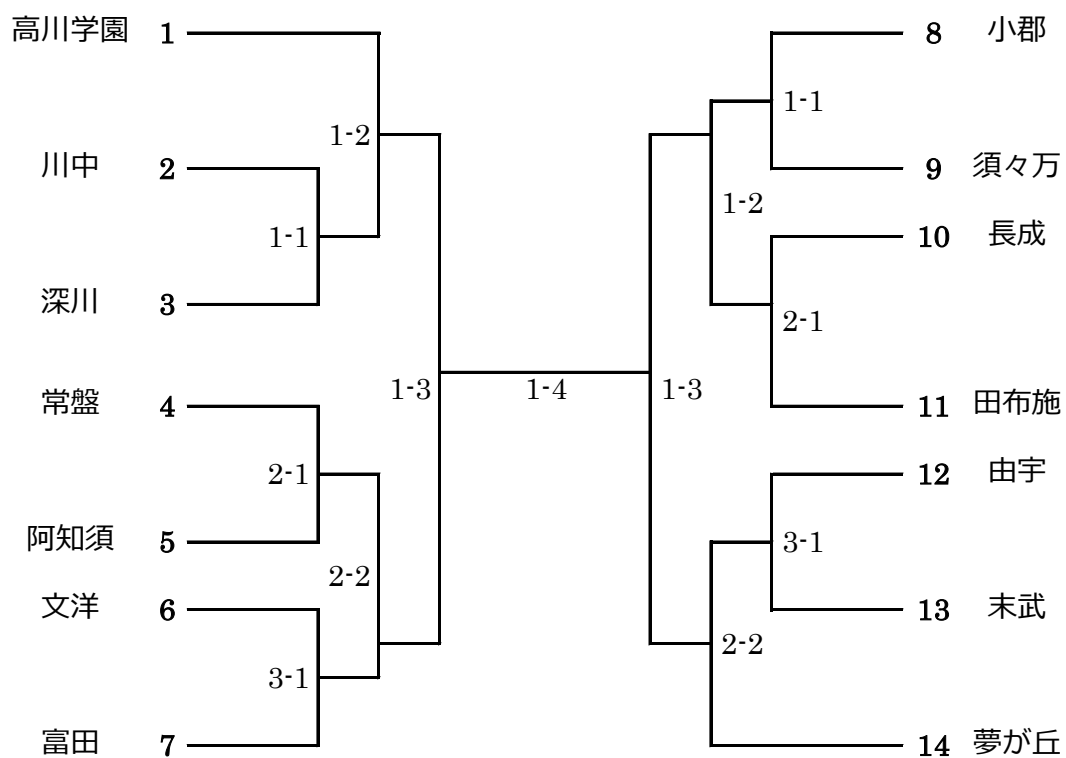 高川学園 1
1-2
川中 2
1-1
深川 3
1-3
常盤 4
2-1
阿知須 5
2-2
文洋 6
3-1
富田 7
1-4
8 小郡
1-1
9 須々万
1-2
10 長成
2-1
11 田布施
1-3
12 由宇
3-1
13 末武
2-2
14 夢が丘